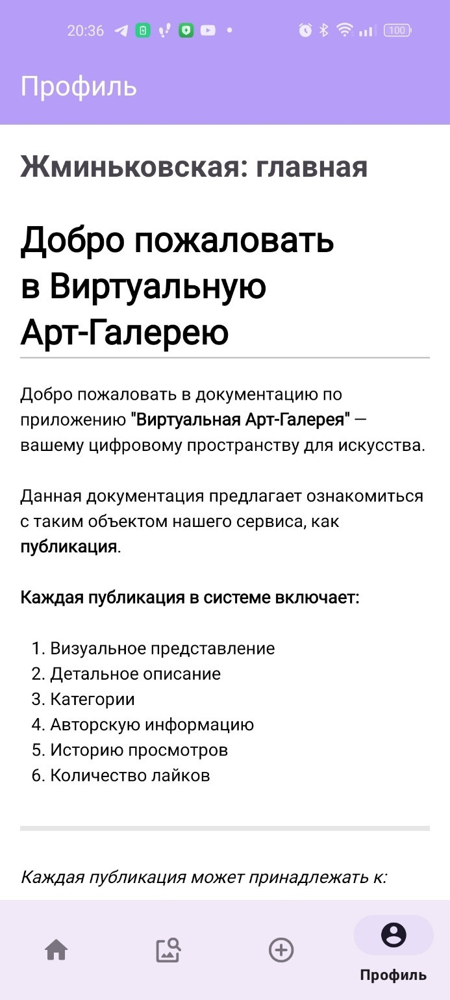 20:36
100
Профиль
Жминьковская: главная
Добро пожаловать
в Виртуальную
Арт-Галерею
Добро пожаловать в документацию по
приложению "Виртуальная Арт-Галерея" —
вашему цифровому пространству для искусства.
Данная документация предлагает ознакомиться
с таким объектом нашего сервиса, как
публикация.
Каждая публикация в системе включает:
1. Визуальное представление
2. Детальное описание
3. Категории
4. Авторскую информацию
5. Историю просмотров
6. Количество лайков
Каждая публикация может принадлежать к:
Профиль